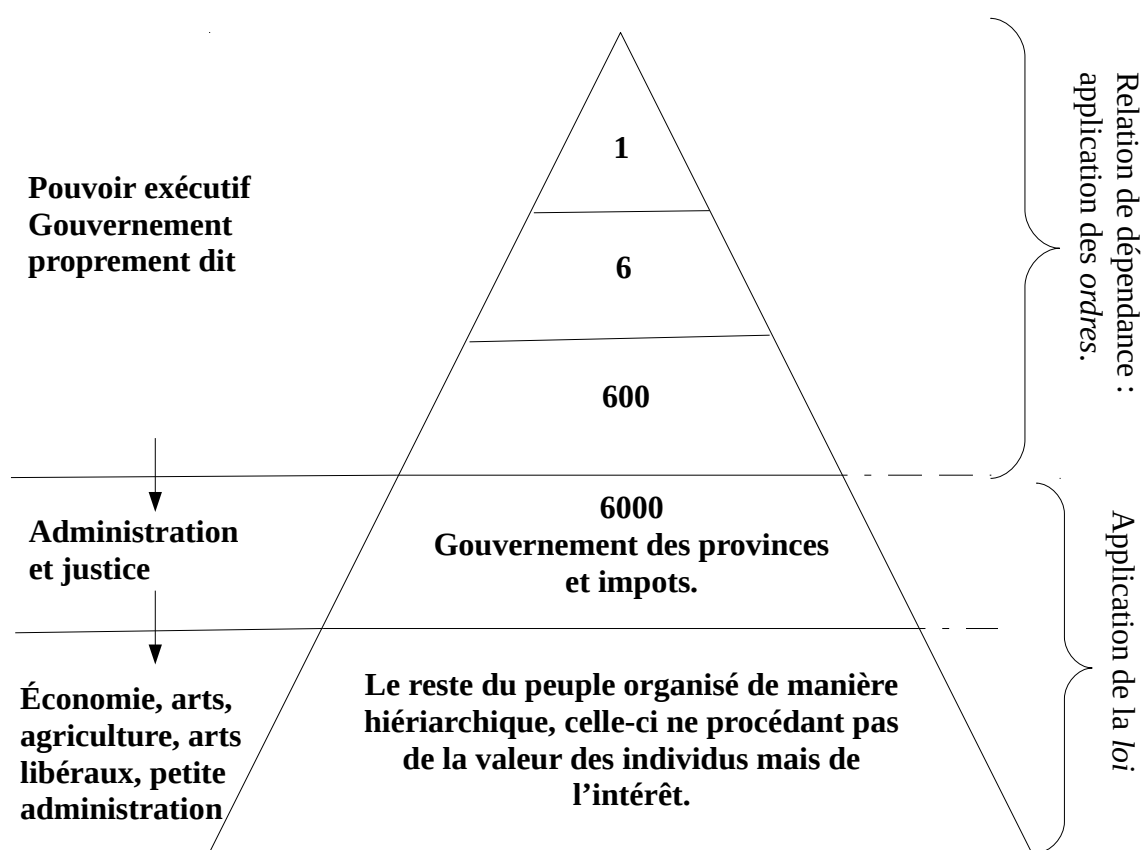 1
Pouvoir exécutif
Gouvernement
proprement dit
6
600
Relation de dépendance :
application des ordres.
Administration
et justice
6000
Gouvernement des provinces
et impots.
Économie, arts,
agriculture, arts
libéraux, petite
administration
Le reste du peuple organisé de manière
hiériarchique, celle-ci ne procédant pas
de la valeur des individus mais de
l’intérêt.
Application de la loi